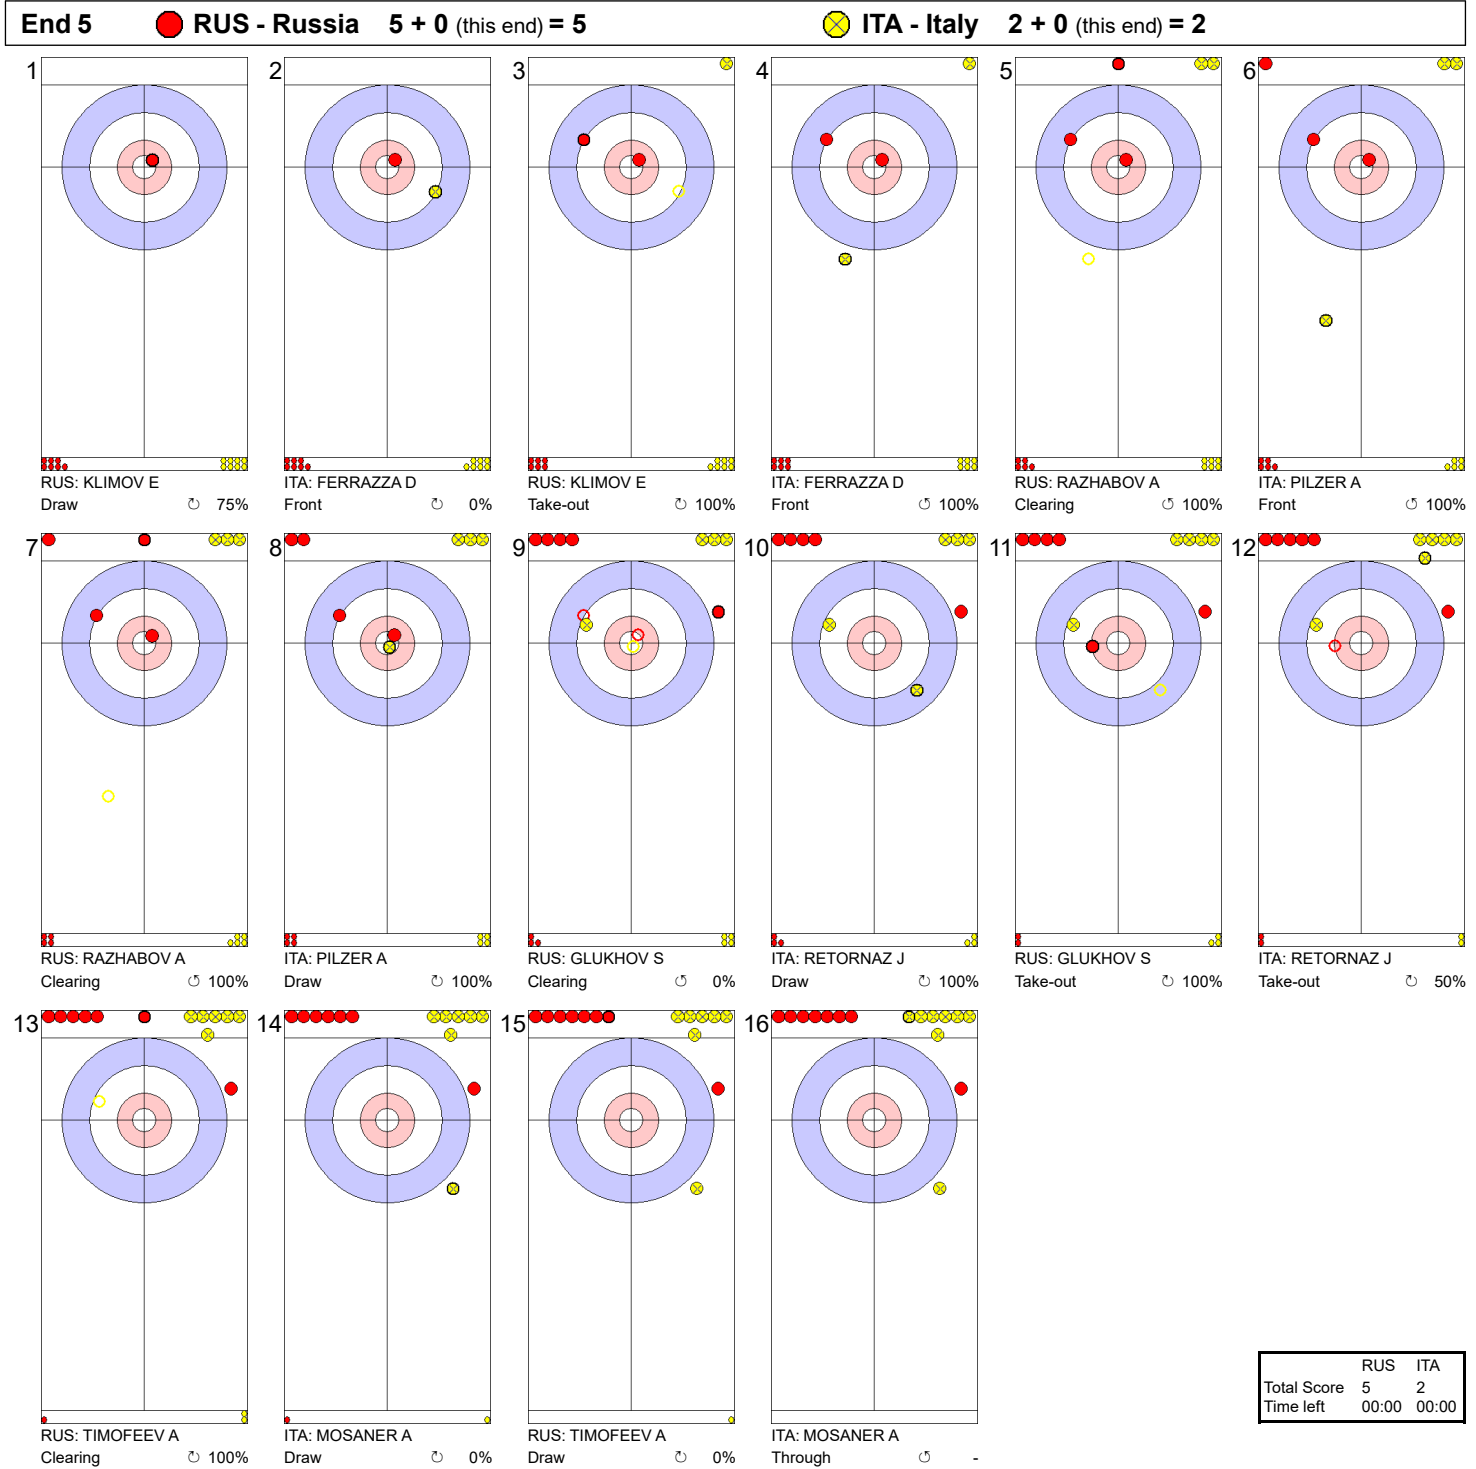 End 5 RUS - Russia 5 + 0 (this end) = 5 ITA - Italy 2 + 0 (this end) = 2
1 2 3 4 5 6
RUS: KLIMOV E ITA: FERRAZZA D RUS: KLIMOV E ITA: FERRAZZA D RUS: RAZHABOV A ITA: PILZER A
Draw ↻ 75% Front ↻ 0% Take-out ↻ 100% Front ↺ 100% Clearing ↺ 100% Front ↺ 100%
7 8 9 10 11 12
RUS: RAZHABOV A ITA: PILZER A RUS: GLUKHOV S ITA: RETORNAZ J RUS: GLUKHOV S ITA: RETORNAZ J
Clearing ↺ 100% Draw ↻ 100% Clearing ↺ 0% Draw ↻ 100% Take-out ↻ 100% Take-out ↻ 50%
13 14 15 16
RUS: TIMOFEEV A ITA: MOSANER A RUS: TIMOFEEV A ITA: MOSANER A
Clearing ↻ 100% Draw ↻ 0% Draw ↻ 0% Through ↺ -
RUS ITA
Total Score 5 2
Time left 00:00 00:00